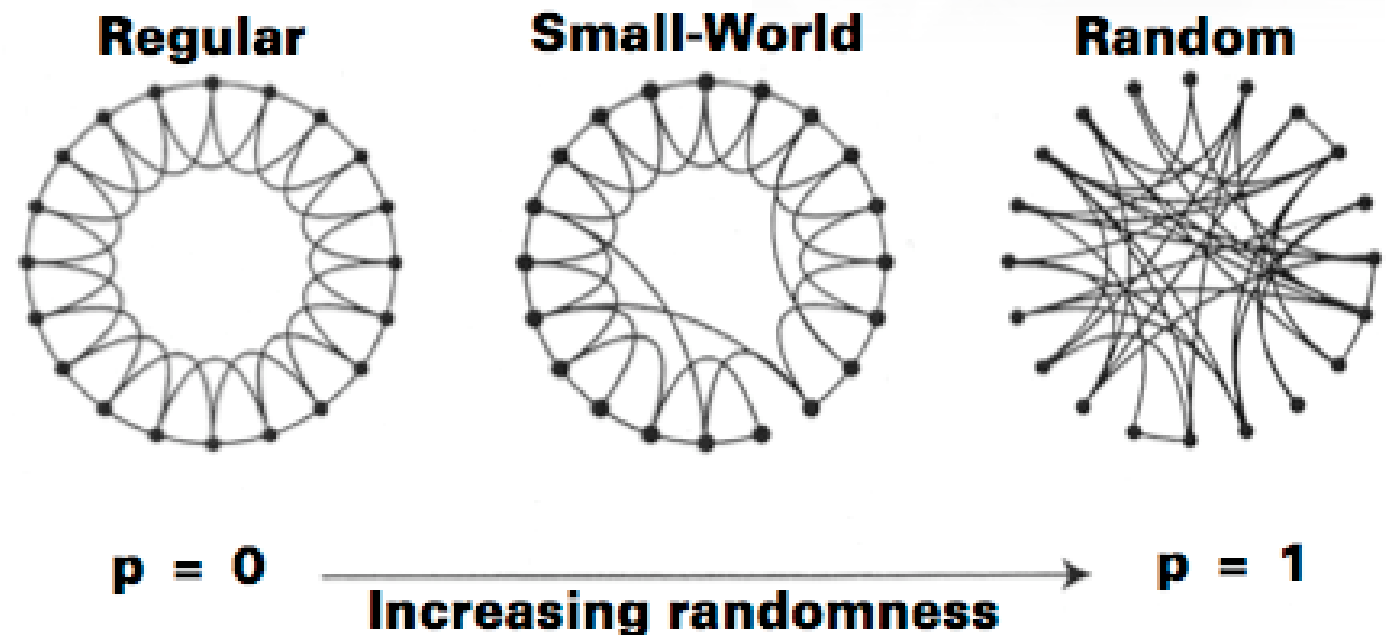 Regular Small-World Random
p = 0 p = 1
Increasing randomness